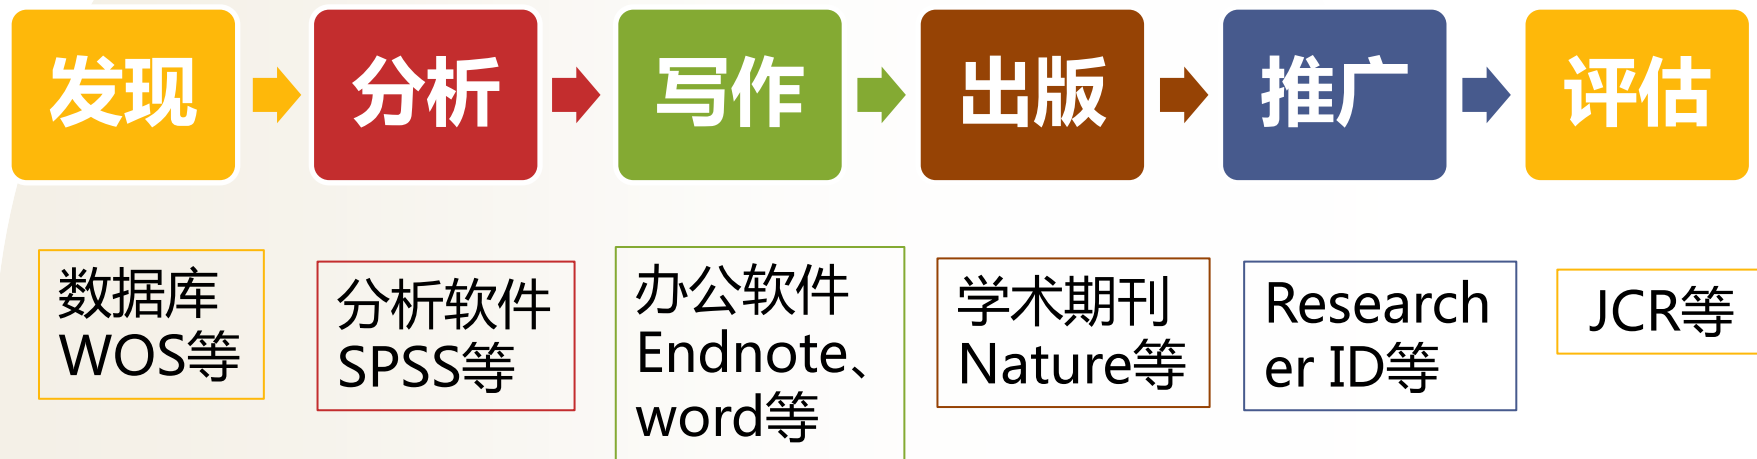 发现
分析
写作
出版
推广
评估
数据库
WOS等
分析软件
SPSS等
办公软件
Endnote、
word等
学术期刊
Nature等
Research
er ID等
JCR等